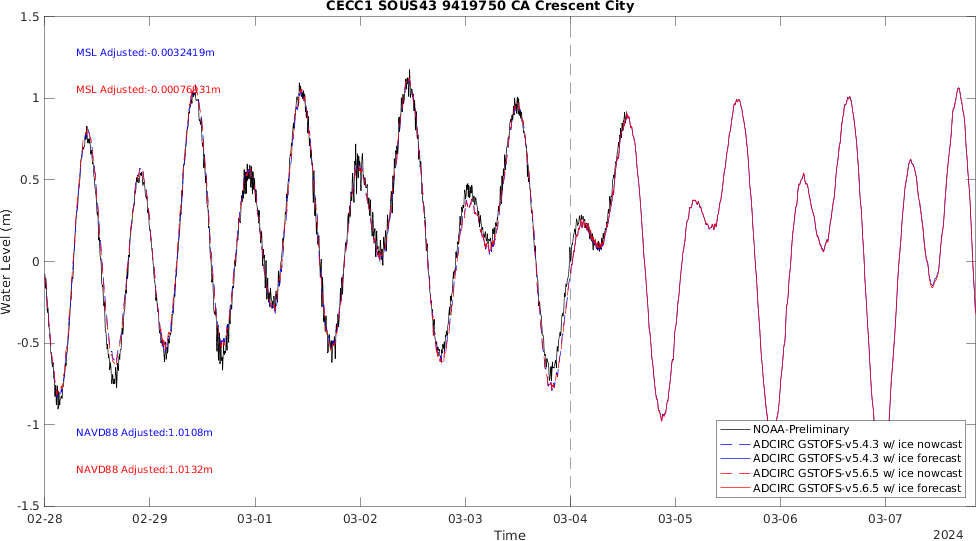 CECC1 SOUS43 9419750 CA Crescent City
1.5
MSL Adjusted:-0.0032419m
1
0.5
0
-0.5
-1
-1.5
Water Level (m)
NAVD88 Adjusted:1.0108m
NAVD88 Adjusted:1.0132m
NOAA-Preliminary
ADCIRC GSTOFS-v5.4.3 w/ ice nowcast
ADCIRC GSTOFS-v5.4.3 w/ ice forecast
ADCIRC GSTOFS-v5.6.5 w/ ice nowcast
ADCIRC GSTOFS-v5.6.5 w/ ice forecast
02-28 02-29 03-01 03-02 03-03 03-04 03-05 03-06 03-07
Time
2024
MSL Adjusted: